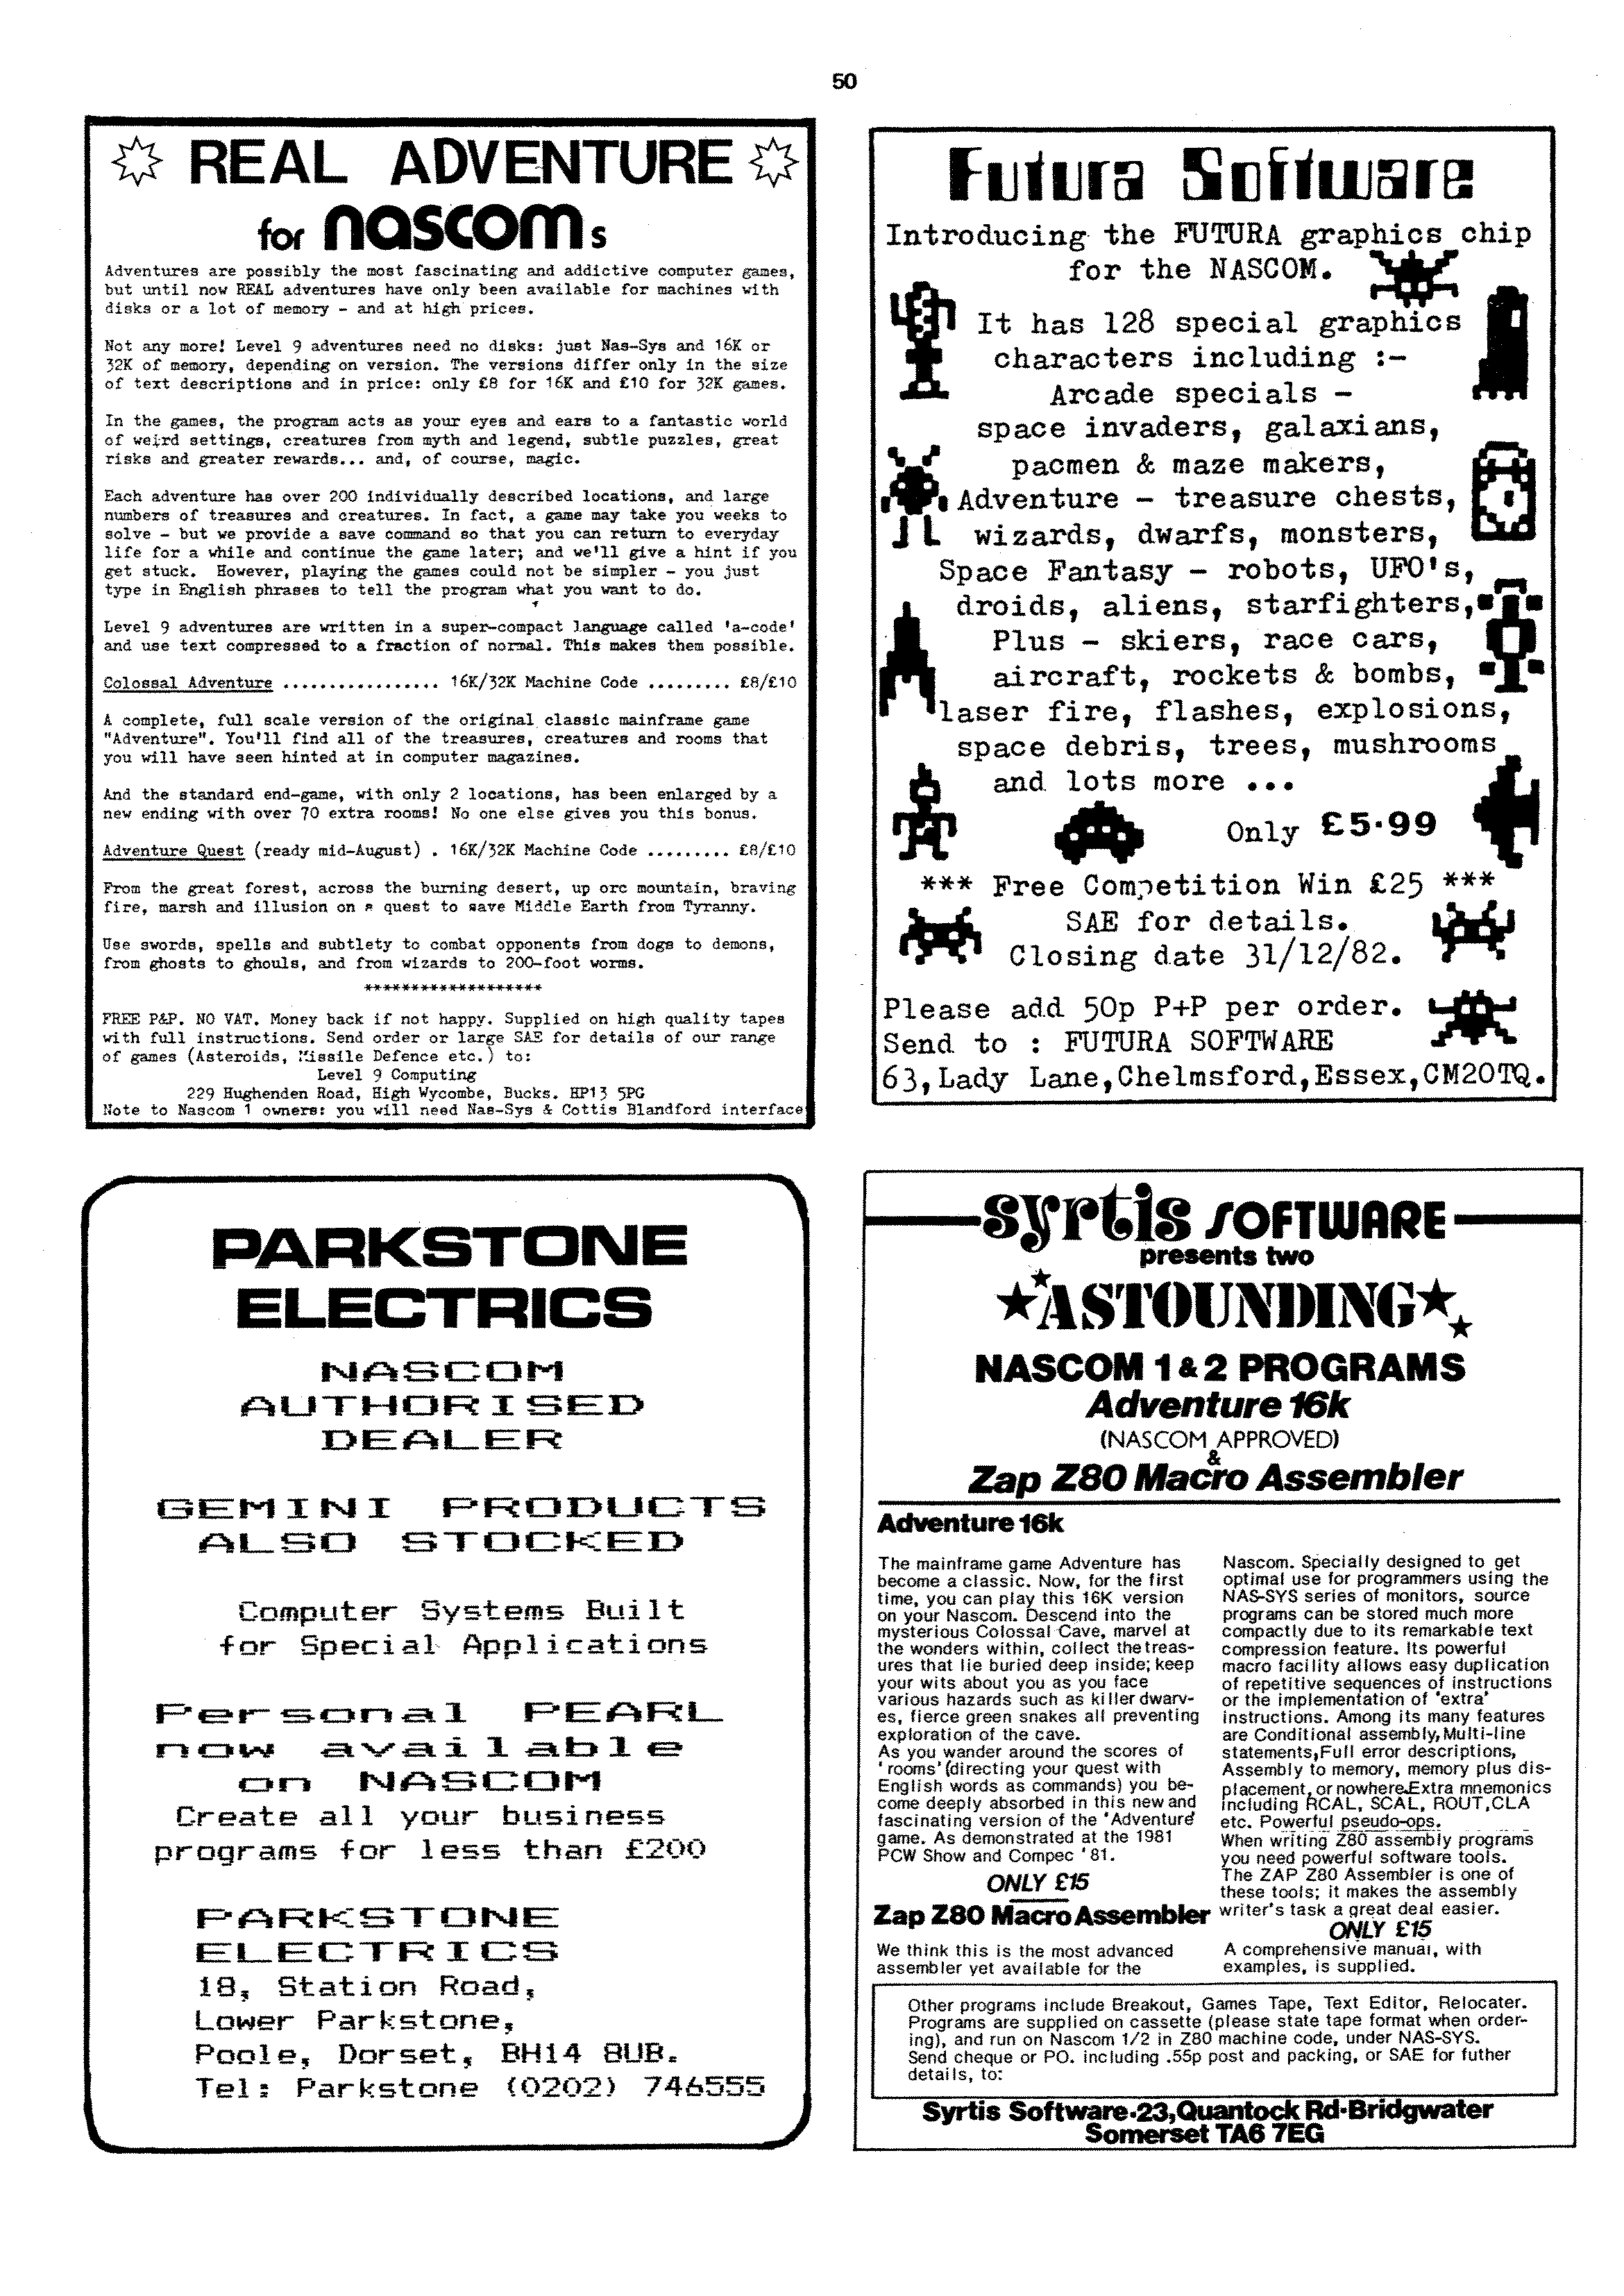 50
REAL ADVENTURE
for nascoms
Adventures are possibly the most fascinating and addictive computer games,
but until now REAL adventures have only been available for machines with
disks or a lot of memory - and at high prices.
Not any more! Level 9 adventures need no disks: just Nas-Sys and 16K or
32K of memory, depending on version. The versions differ only in the size
of text descriptions and in price: only £8 for 16K and £10 for 32K games.
In the games, the program acts as your eyes and ears to a fantastic world
of weird settings, creatures from myth and legend, subtle puzzles, great
risks and greater rewards... and, of course, magic.
Each adventure has over 200 individually described locations, and large
numbers of treasures and creatures. In fact, a game may take you weeks to
solve - but we provide a save command so that you can return to everyday
life for a while and continue the game later; and we'll give a hint if you
get stuck. However, playing the games could not be simpler - you just
type in English phrases to tell the program what you want to do.
Level 9 adventures are written in a super-compact language called 'a-code'
and use text compressed to a fraction of normal. This makes them possible.
Colossal Adventure ................. 16K/32K Machine Code ......... £8/£10
A complete, full scale version of the original classic mainframe game
"Adventure". You'll find all of the treasures, creatures and rooms that
you will have seen hinted at in computer magazines.
And the standard end-game, with only 2 locations, has been enlarged by a
new ending with over 70 extra rooms! No one else gives you this bonus.
Adventure Quest (ready mid-August) . 16K/32K Machine Code ......... £8/£10
From the great forest, across the burning desert, up orc mountain, braving
fire, marsh and illusion on a quest to save Middle Earth from Tyranny.
Use swords, spells and subtlety to combat opponents from dogs to demons,
from ghosts to ghouls, and from wizards to 200-foot worms.
*******************
FREE P&P. NO VAT. Money back if not happy. Supplied on high quality tapes
with full instructions. Send order or large SAE for details of our range
of games (Asteroids, Missile Defence etc.) to:
Level 9 Computing
229 Hughenden Road, High Wycombe, Bucks. HP13 5PG
Note to Nascom 1 owners: you will need Nas-Sys & Cottis Blandford interface
Futura Software
Introducing the FUTURA graphics chip
for the NASCOM.
It has 128 special graphics
characters including :-
Arcade specials -
space invaders, galaxians,
pacmen & maze makers,
Adventure - treasure chests,
wizards, dwarfs, monsters,
Space Fantasy - robots, UFO's,
droids, aliens, starfighters,
Plus - skiers, race cars,
aircraft, rockets & bombs,
laser fire, flashes, explosions,
space debris, trees, mushrooms
and lots more ...
Only £5·99
*** Free Competition Win £25 ***
SAE for details.
Closing date 31/12/82.
Please add 50p P+P per order.
Send to : FUTURA SOFTWARE
63,Lady Lane,Chelmsford,Essex,CM2OTQ.
PARKSTONE
ELECTRICS
NASCOM
AUTHORISED
DEALER
GEMINI PRODUCTS
ALSO STOCKED
Computer Systems Built
for Special Applications
Personal PEARL
now available
on NASCOM
Create all your business
programs for less than £200
PARKSTONE
ELECTRICS
18, Station Road,
Lower Parkstone,
Poole, Dorset, BH14 8UB.
Tel: Parkstone (0202) 746555
syrtis SOFTWARE
presents two
ASTOUNDING
NASCOM 1 & 2 PROGRAMS
Adventure 16k
(NASCOM APPROVED)
&
Zap Z80 Macro Assembler
Adventure 16k
The mainframe game Adventure has
become a classic. Now, for the first
time, you can play this 16K version
on your Nascom. Descend into the
mysterious Colossal Cave, marvel at
the wonders within, collect the treas-
ures that lie buried deep inside; keep
your wits about you as you face
various hazards such as killer dwarv-
es, fierce green snakes all preventing
exploration of the cave.
As you wander around the scores of
'rooms' (directing your quest with
English words as commands) you be-
come deeply absorbed in this new and
fascinating version of the 'Adventure'
game. As demonstrated at the 1981
PCW Show and Compec '81.
ONLY £15
Zap Z80 Macro Assembler
We think this is the most advanced
assembler yet available for the
Nascom. Specially designed to get
optimal use for programmers using the
NAS-SYS series of monitors, source
programs can be stored much more
compactly due to its remarkable text
compression feature. Its powerful
macro facility allows easy duplication
of repetitive sequences of instructions
or the implementation of 'extra'
instructions. Among its many features
are Conditional assembly, Multi-line
statements, Full error descriptions,
Assembly to memory, memory plus dis-
placement, or nowhere. Extra mnemonics
including RCAL, SCAL, ROUT, CLA
etc. Powerful pseudo-ops.
When writing Z80 assembly programs
you need powerful software tools.
The ZAP Z80 Assembler is one of
these tools; it makes the assembly
writer's task a great deal easier.
ONLY £15
A comprehensive manual, with
examples, is supplied.
Other programs include Breakout, Games Tape, Text Editor, Relocater.
Programs are supplied on cassette (please state tape format when order-
ing), and run on Nascom 1/2 in Z80 machine code, under NAS-SYS.
Send cheque or PO. including .55p post and packing, or SAE for futher
details, to:
Syrtis Software·23,Quantock Rd·Bridgwater
Somerset TA6 7EG